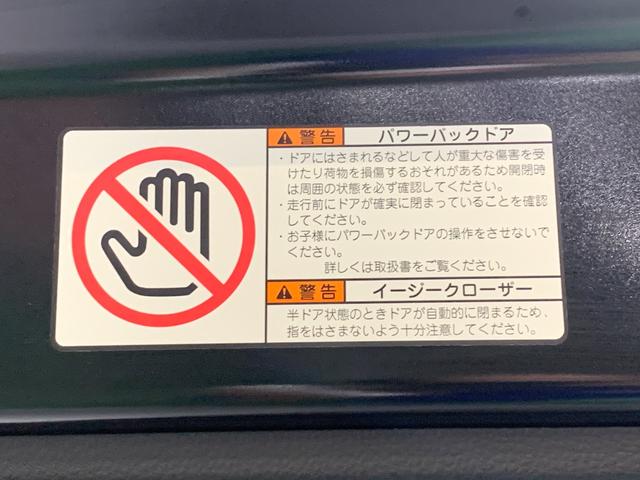 警告 パワーバックドア
・ドアにはさまれるなどして人が重大な傷害を受
けたり荷物を損傷するおそれがあるため開閉時
は周囲の状態を必ず確認してください。
・走行前にドアが確実に閉まっていることを確認
してください。
・お子様にパワーバックドアの操作をさせないで
ください。
詳しくは取扱書をご覧ください。
警告 イージークローザー
半ドア状態のときドアが自動的に閉まるため、
指をはさまないよう十分注意してください。